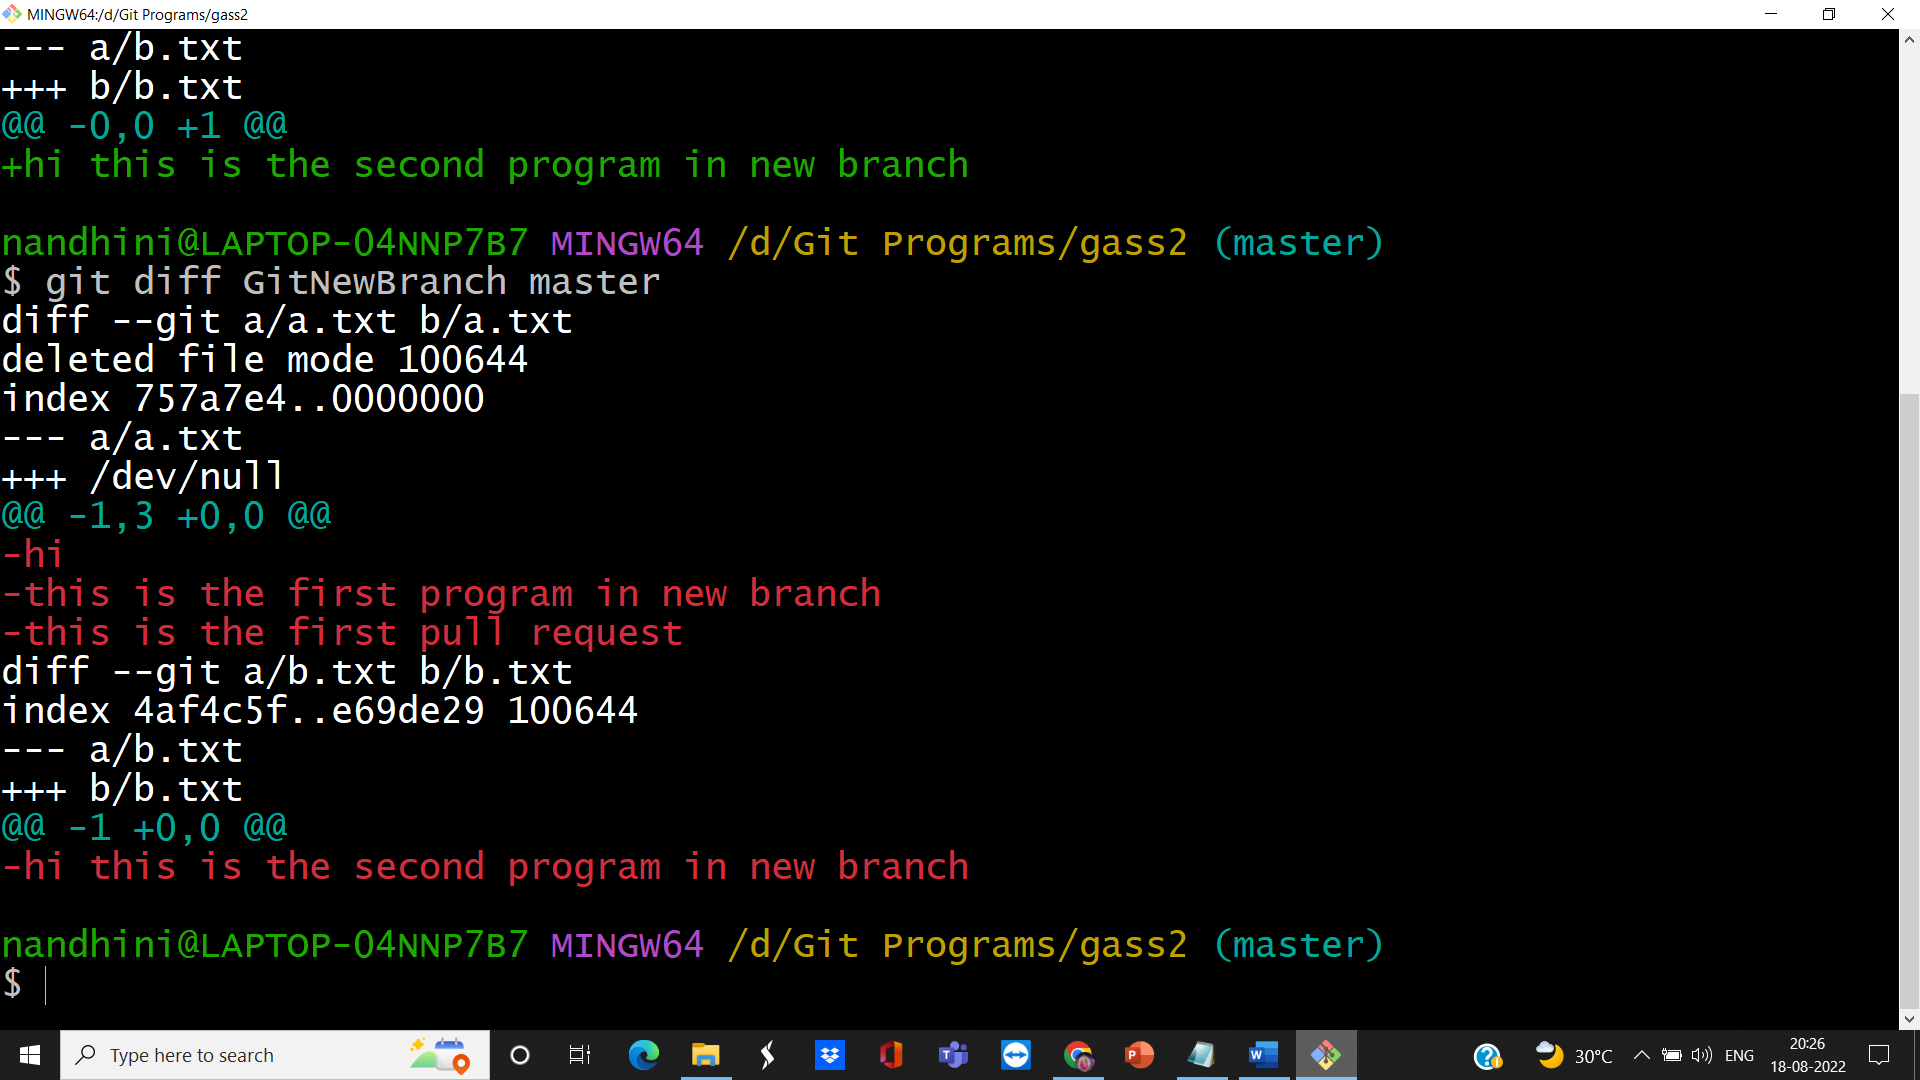 MINGW64:/d/Git Programs/gass2
--- a/b.txt
+++ b/b.txt
@@ -0,0 +1 @@
+hi this is the second program in new branch
nandhini@LAPTOP-04NNP7B7 MINGW64 /d/Git Programs/gass2 (master)
$ git diff GitNewBranch master
diff --git a/a.txt b/a.txt
deleted file mode 100644
index 757a7e4..0000000
--- a/a.txt
+++ /dev/null
@@ -1,3 +0,0 @@
-hi
-this is the first program in new branch
-this is the first pull request
diff --git a/b.txt b/b.txt
index 4af4c5f..e69de29 100644
--- a/b.txt
+++ b/b.txt
@@ -1 +0,0 @@
-hi this is the second program in new branch
nandhini@LAPTOP-04NNP7B7 MINGW64 /d/Git Programs/gass2 (master)
$
Type here to search
30°C
ENG
20:26
18-08-2022